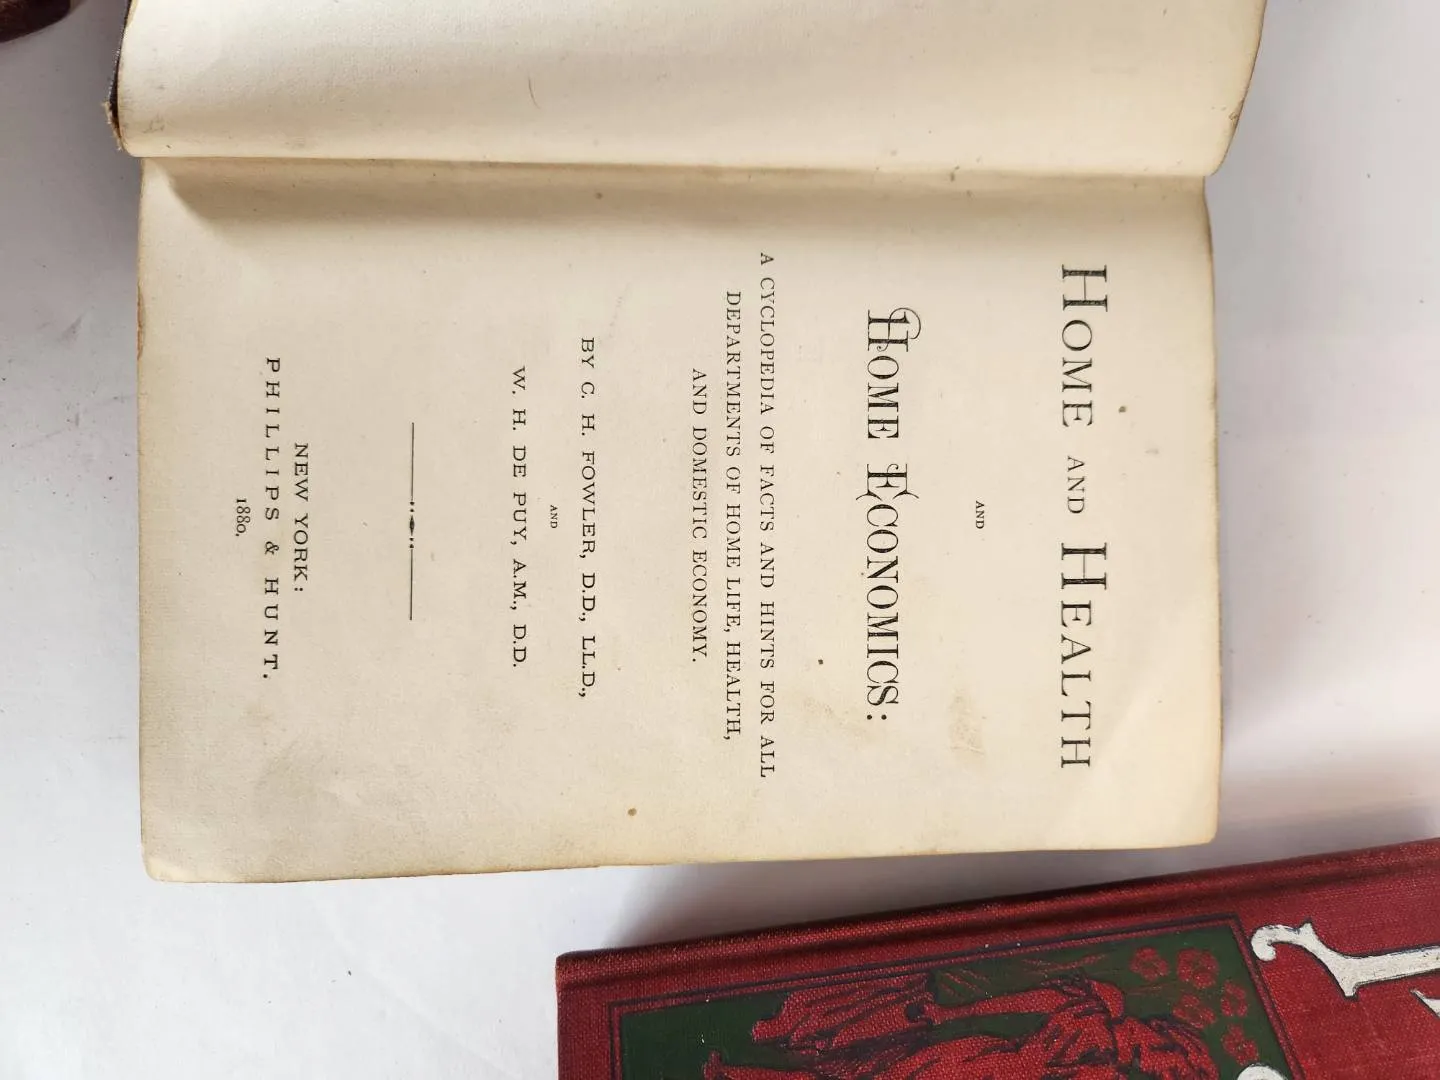 HOME AND HEALTH
AND
HOME ECONOMICS:
A CYCLOPEDIA OF FACTS AND HINTS FOR ALL
DEPARTMENTS OF HOME LIFE, HEALTH,
AND DOMESTIC ECONOMY.
BY C. H. FOWLER, D.D., LL.D.,
AND
W. H. DE PUY, A.M., D.D.
NEW YORK:
PHILLIPS & HUNT.
1880.